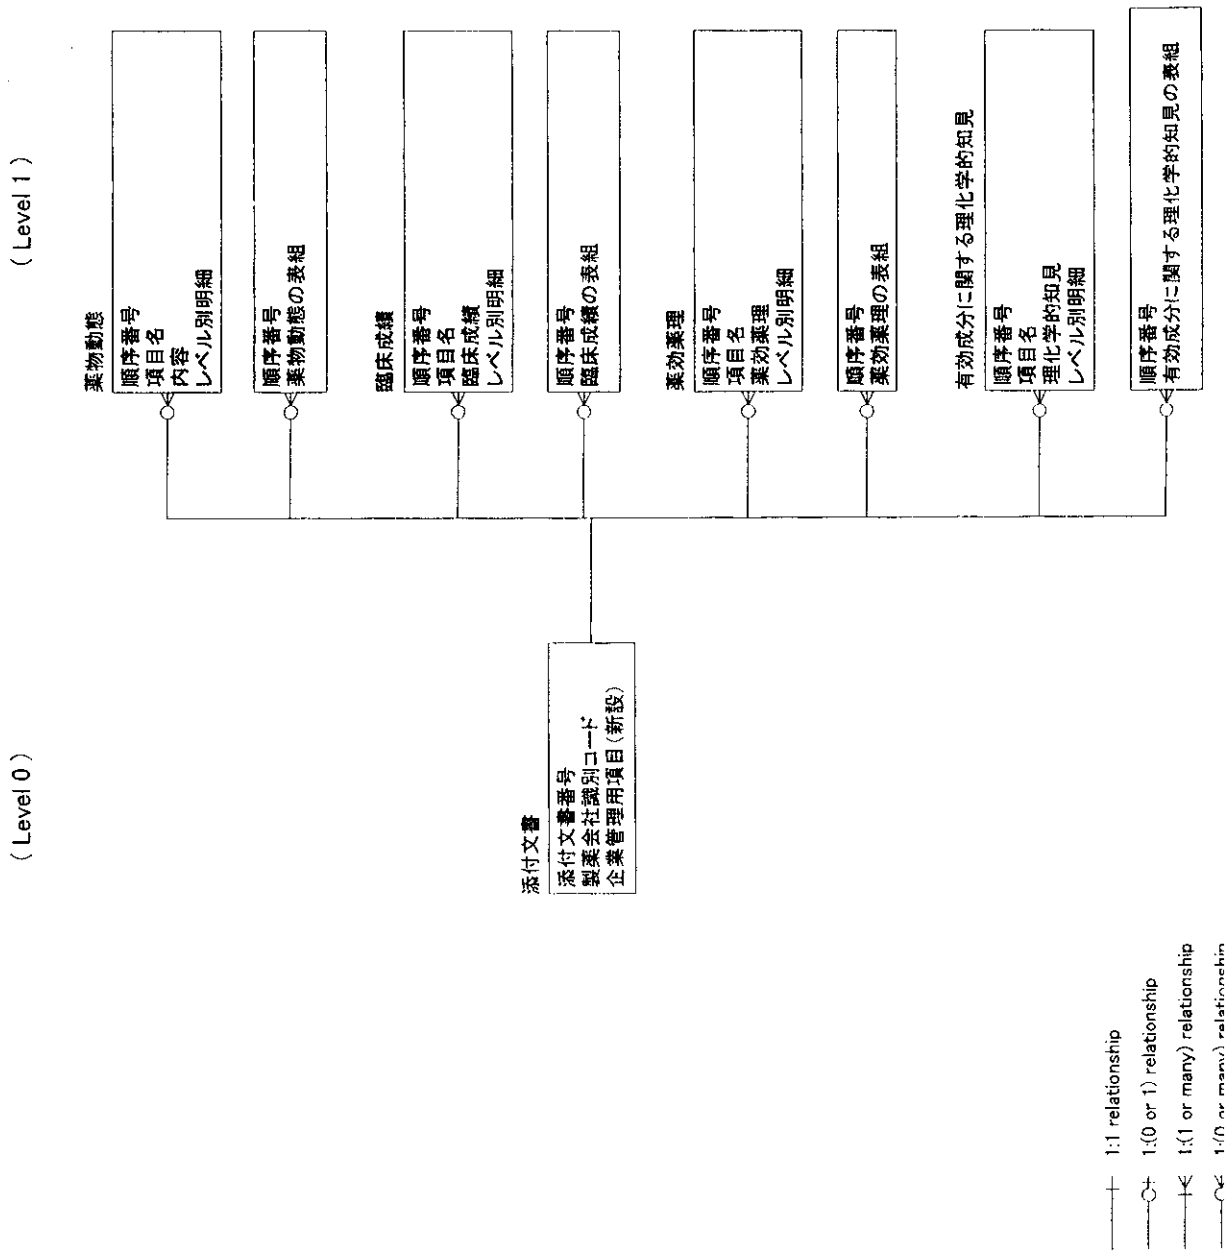 (Level 0)
(Level 1)
添付文書
添付文書番号
製薬会社識別コード
企業管理用項目(新設)
薬物動態
順序番号
項目名
内容
レベル別明細
順序番号
薬物動態の表組
臨床成績
順序番号
項目名
臨床成績
レベル別明細
順序番号
臨床成績の表組
薬効薬理
順序番号
項目名
薬効薬理
レベル別明細
順序番号
薬効薬理の表組
有効成分に関する理化学的知見
順序番号
項目名
理化学的知見
レベル別明細
順序番号
有効成分に関する理化学的知見の表組
1:1 relationship
1:(0 or 1) relationship
1:(1 or many) relationship
1:(0 or many) relationship